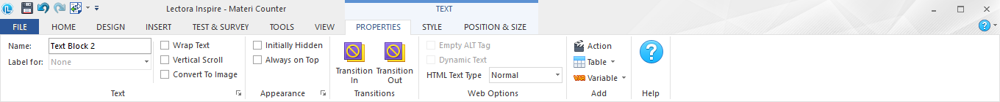 Lectora Inspire - Materi Counter
TEXT
FILE HOME DESIGN INSERT TEST & SURVEY TOOLS VIEW PROPERTIES STYLE POSITION & SIZE
Name: Text Block 2
Label for: None
Wrap Text
Vertical Scroll
Convert To Image
Text
Initially Hidden
Always on Top
Appearance
Transition In
Transition Out
Transitions
Empty ALT Tag
Dynamic Text
HTML Text Type Normal
Web Options
Action
Table
VAR Variable
Add
Help